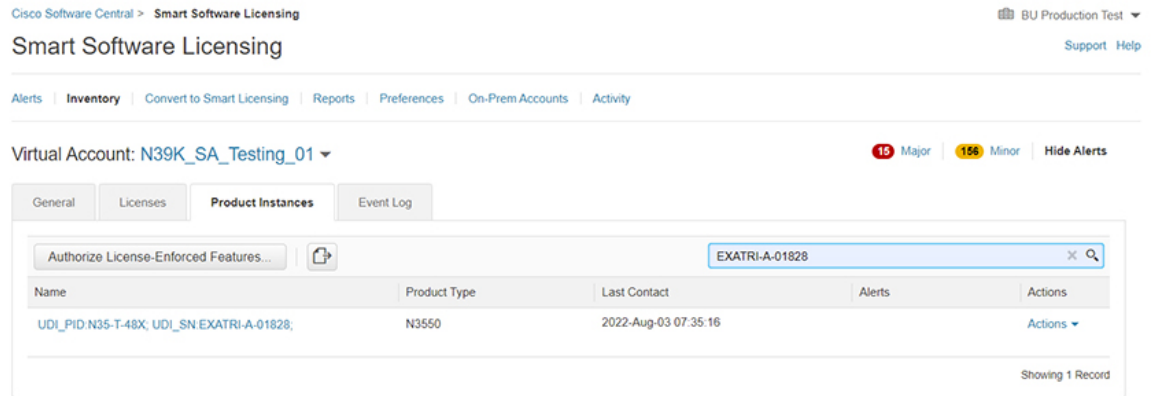 Cisco Software Central > Smart Software Licensing
BU Production Test
Smart Software Licensing
Support Help
Alerts Inventory Convert to Smart Licensing Reports Preferences On-Prem Accounts Activity
Virtual Account: N39K_SA_Testing_01
15 Major 156 Minor Hide Alerts
General Licenses Product Instances Event Log
Authorize License-Enforced Features...
EXATRI-A-01828
Name Product Type Last Contact Alerts Actions
UDI_PID:N35-T-48X; UDI_SN:EXATRI-A-01828; N3550 2022-Aug-03 07:35:16 Actions
Showing 1 Record